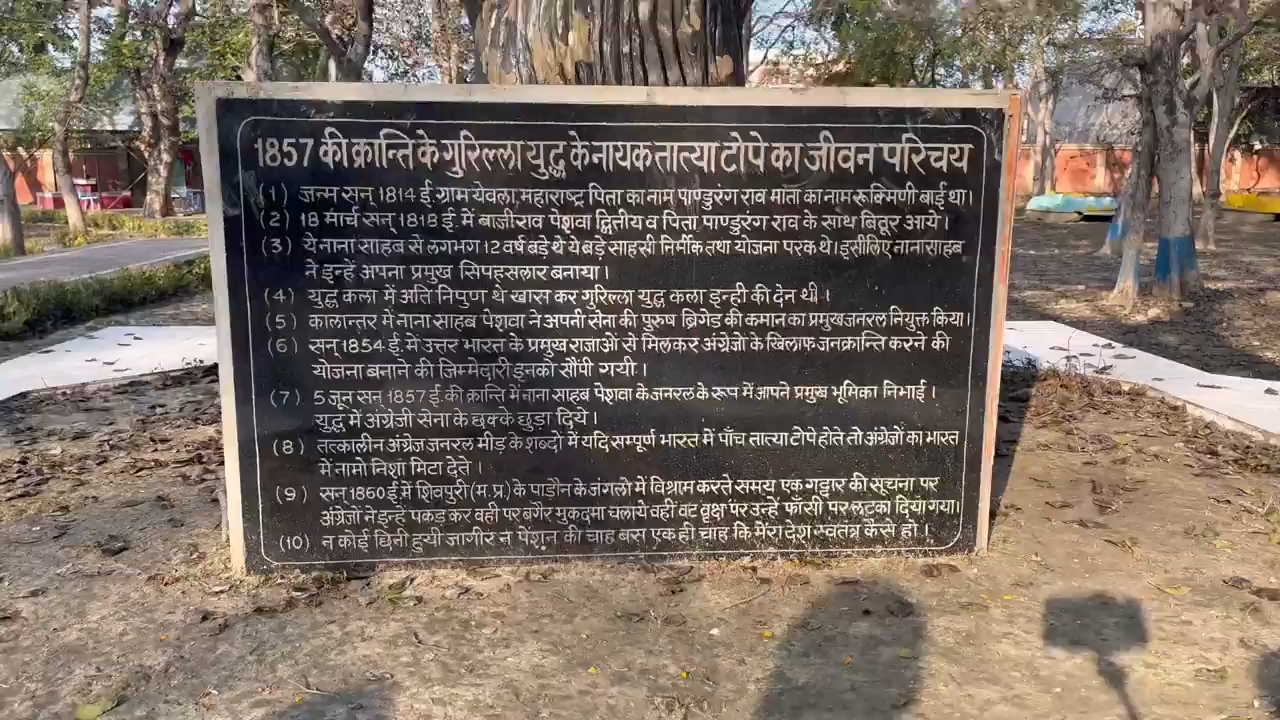 1857 की क्रान्ति के गुरिल्ला युद्ध के नायक तात्या टोपे का जीवन परिचय
(1) जन्म सन् 1814 ई. ग्राम येवला, महाराष्ट्र पिता का नाम पाण्डुरंग राव माता का नाम रूक्मिणी बाई था।
(2) 18 मार्च सन् 1818 ई. में बाजीराव पेशवा द्वितीय व पिता पाण्डुरंग राव के साथ बिठूर आये।
(3) ये नाना साहब से लगभग 12 वर्ष बड़े थे ये बड़े साहसी निर्भीक तथा योजना परक थे। इसीलिए नाना साहब
ने इन्हें अपना प्रमुख सिपहसलार बनाया।
(4) युद्ध कला में अति निपुण थे खास कर गुरिल्ला युद्ध कला इन्ही की देन थी।
(5) कालान्तर में नाना साहब पेशवा ने अपनी सेना की पुरुष ब्रिगेड की कमान का प्रमुख जनरल नियुक्त किया।
(6) सन् 1854 ई. में उत्तर भारत के प्रमुख राजाओं से मिलकर अंग्रेजो के खिलाफ जनक्रान्ति करने की
योजना बनाने की जिम्मेदारी इनको सौंपी गयी।
(7) 5 जून सन् 1857 ई. की क्रान्ति में नाना साहब पेशवा के जनरल के रूप में आपने प्रमुख भूमिका निभाई।
युद्ध में अंग्रेजी सेना के छक्के छुड़ा दिये।
(8) तत्कालीन अंग्रेज जनरल मीड़ के शब्दों में यदि सम्पूर्ण भारत में पाँच तात्या टोपे होते तो अंग्रेजों का भारत
में नामो निशा मिटा देते।
(9) सन् 1860 ई. में शिवपुरी (म.प्र.) के पाड़ौन के जंगलो में विश्राम करते समय एक गद्दार की सूचना पर
अंग्रेजों ने इन्हें पकड़ कर वही पर बगैर मुकदमा चलाये वही वट वृक्ष पर उन्हें फाँसी पर लटका दिया गया।
(10) न कोई छिनी हुयी जागीर न पेंशन की चाह बस एक ही चाह कि मेरा देश स्वतंत्र कैसे हो।